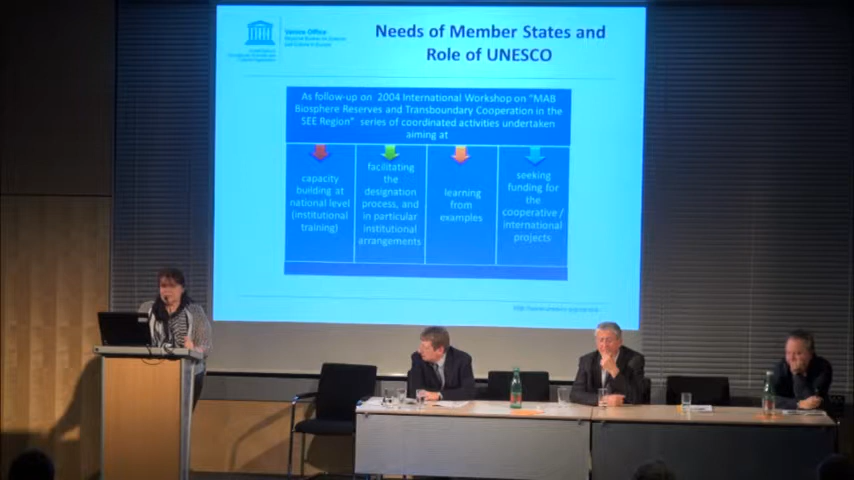 Venice Office
Needs of Member States and
Role of UNESCO
As follow-up on 2004 International Workshop on "MAB
Biosphere Reserves and Transboundary Cooperation in the
SEE Region" series of coordinated activities undertaken
aiming at
capacity
building at
national level
(institutional
training)
facilitating
the
designation
process, and
in particular
institutional
arrangements
learning
from
examples
seeking
funding for
the
cooperative /
international
projects